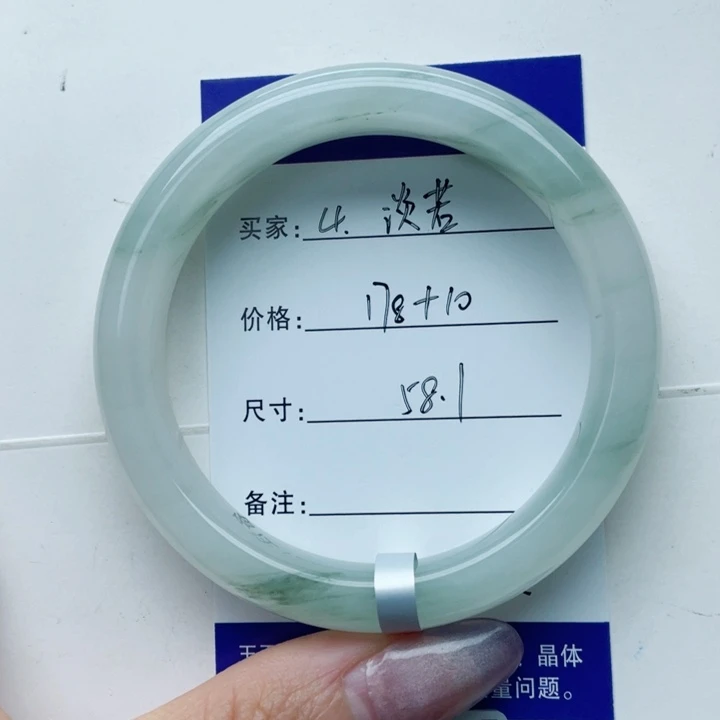 买家: 4. 淡若
价格: 178+10
尺寸: 58.1
备注:
晶体
量问题。